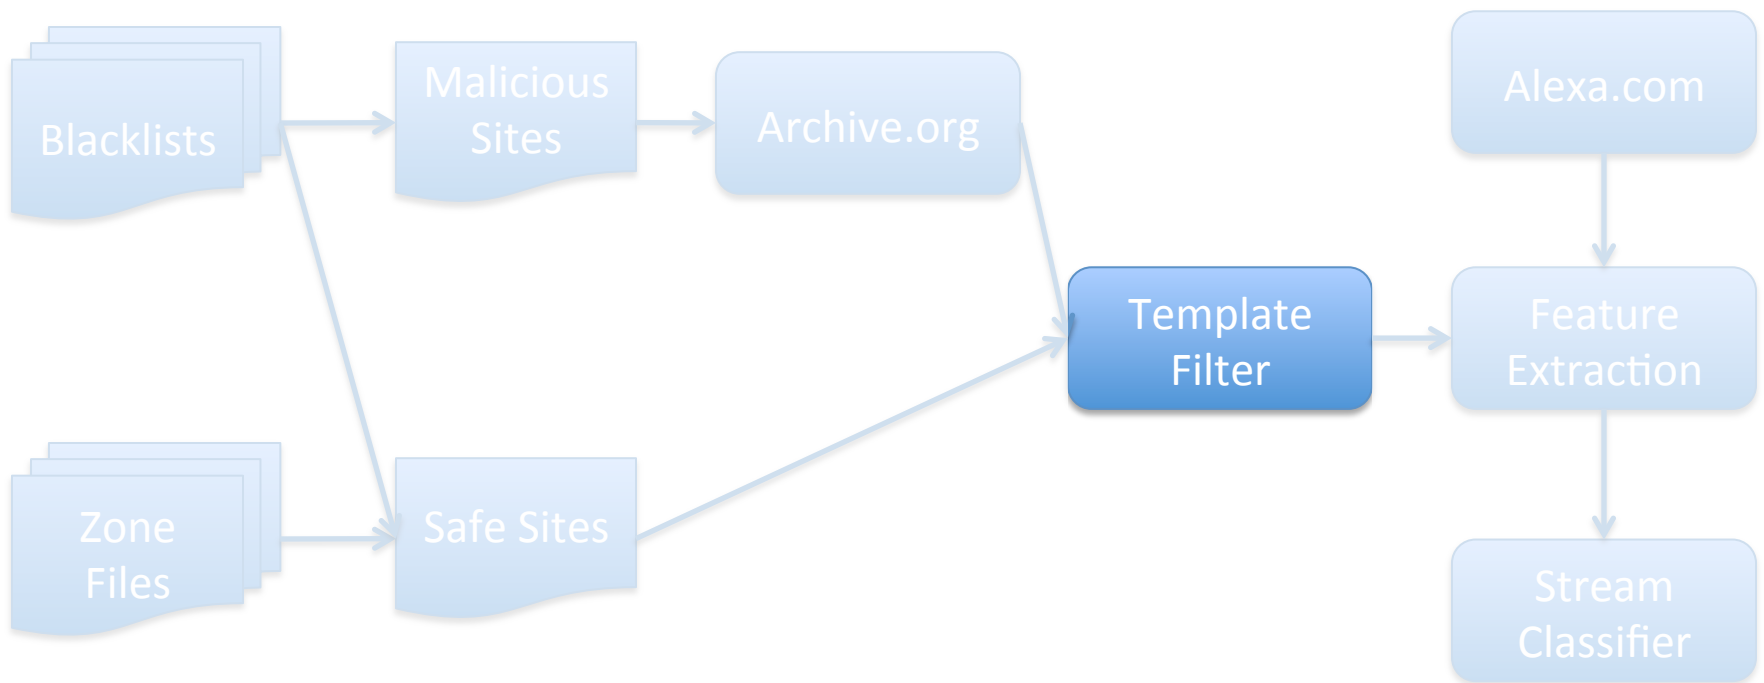 Blacklists
Malicious
Sites
Archive.org
Alexa.com
Template
Filter
Feature
Extraction
Zone
Files
Safe Sites
Stream
Classifier